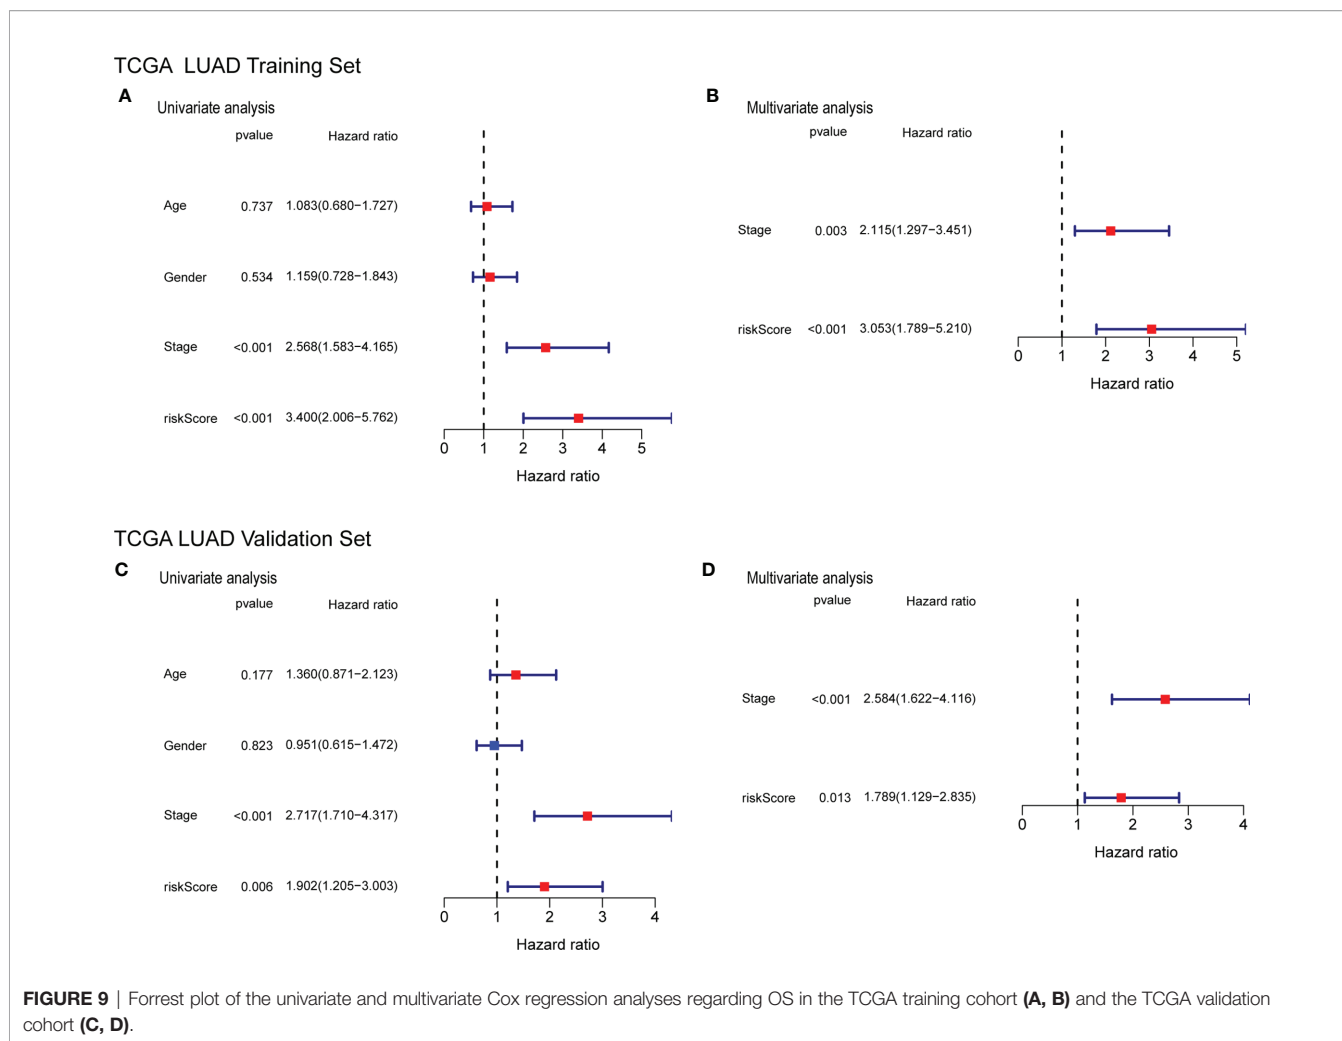 TCGA LUAD Training Set
A
Univariate analysis
pvalue Hazard ratio
Age 0.737 1.083(0.680−1.727)
Gender 0.534 1.159(0.728−1.843)
Stage <0.001 2.568(1.583−4.165)
riskScore <0.001 3.400(2.006−5.762)
0 1 2 3 4 5
Hazard ratio
B
Multivariate analysis
pvalue Hazard ratio
Stage 0.003 2.115(1.297−3.451)
riskScore <0.001 3.053(1.789−5.210)
0 1 2 3 4 5
Hazard ratio
TCGA LUAD Validation Set
C
Univariate analysis
pvalue Hazard ratio
Age 0.177 1.360(0.871−2.123)
Gender 0.823 0.951(0.615−1.472)
Stage <0.001 2.717(1.710−4.317)
riskScore 0.006 1.902(1.205−3.003)
0 1 2 3 4
Hazard ratio
D
Multivariate analysis
pvalue Hazard ratio
Stage <0.001 2.584(1.622−4.116)
riskScore 0.013 1.789(1.129−2.835)
0 1 2 3 4
Hazard ratio
FIGURE 9 | Forrest plot of the univariate and multivariate Cox regression analyses regarding OS in the TCGA training cohort (A, B) and the TCGA validation
cohort (C, D).